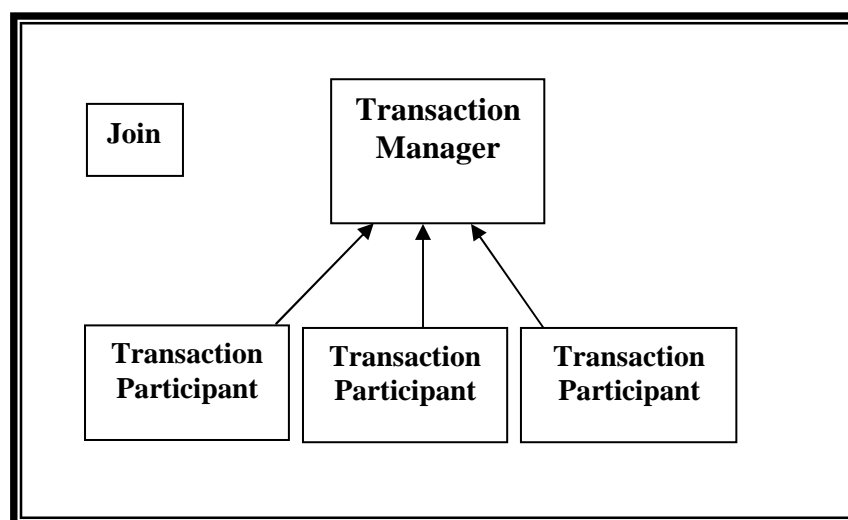 Join
Transaction
Manager
Transaction
Participant
Transaction
Participant
Transaction
Participant